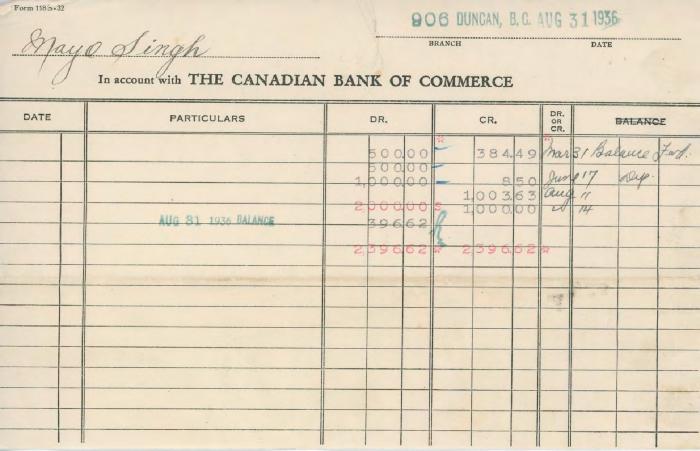 Form 118½-32
906 DUNCAN, B.C. AUG 31 1936
Mayo Singh
BRANCH DATE
In account with THE CANADIAN BANK OF COMMERCE
DATE PARTICULARS DR. CR. DR. OR CR. BALANCE
500.00 384.49 Mar 31 Balance Fwd.
500.00
1,000.00 8.50 June 17 Dep.
1,003.63 Aug "
2,000.00 S 1,000.00 " 14
AUG 31 1936 BALANCE 396.62
2,396.62 * 2,396.62 *